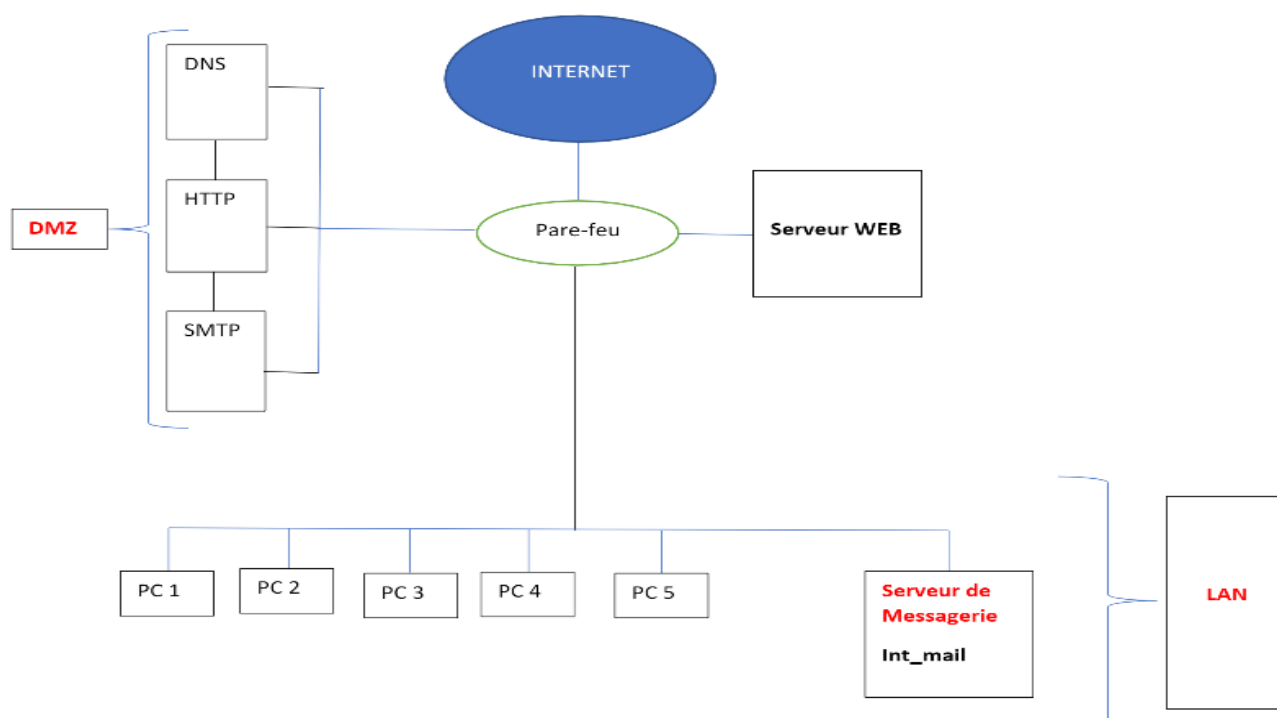 DNS
INTERNET
HTTP
DMZ
Pare-feu
Serveur WEB
SMTP
PC 1
PC 2
PC 3
PC 4
PC 5
Serveur de
Messagerie
Int_mail
LAN